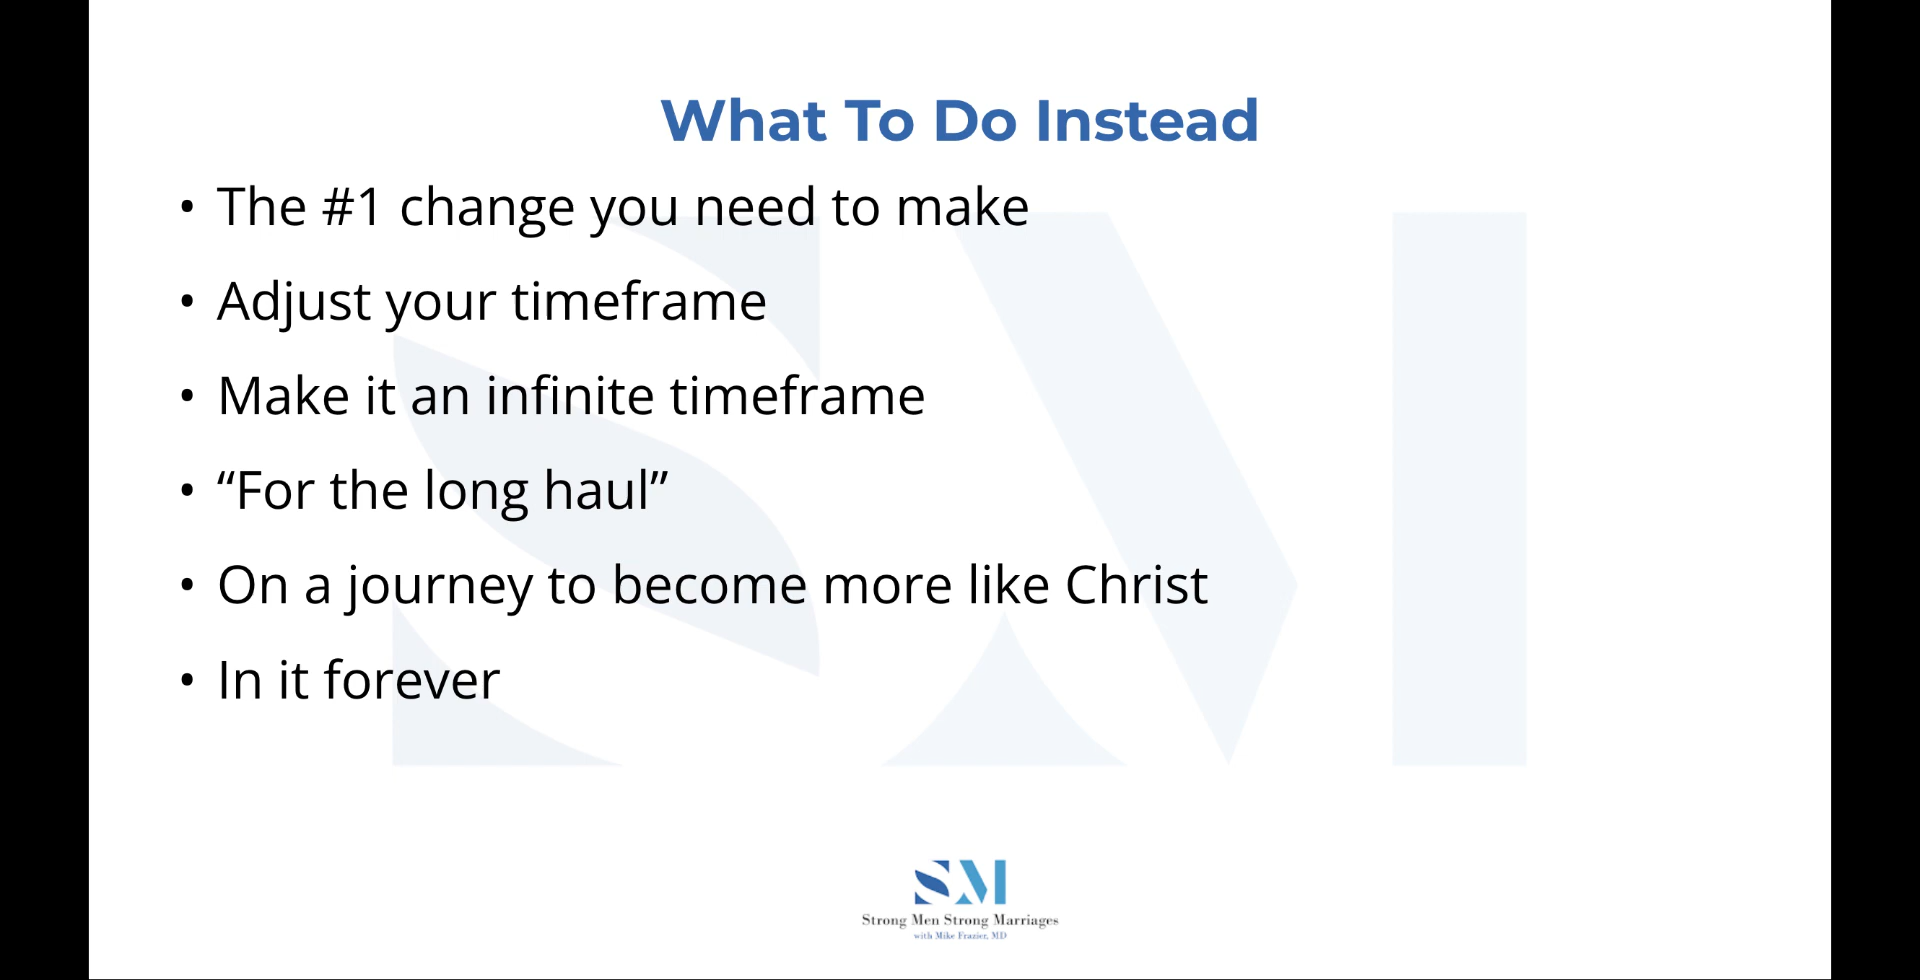 What To Do Instead
• The #1 change you need to make
• Adjust your timeframe
• Make it an infinite timeframe
• “For the long haul”
• On a journey to become more like Christ
• In it forever
SM
Strong Men Strong Marriages
with Mike Frazier, MD